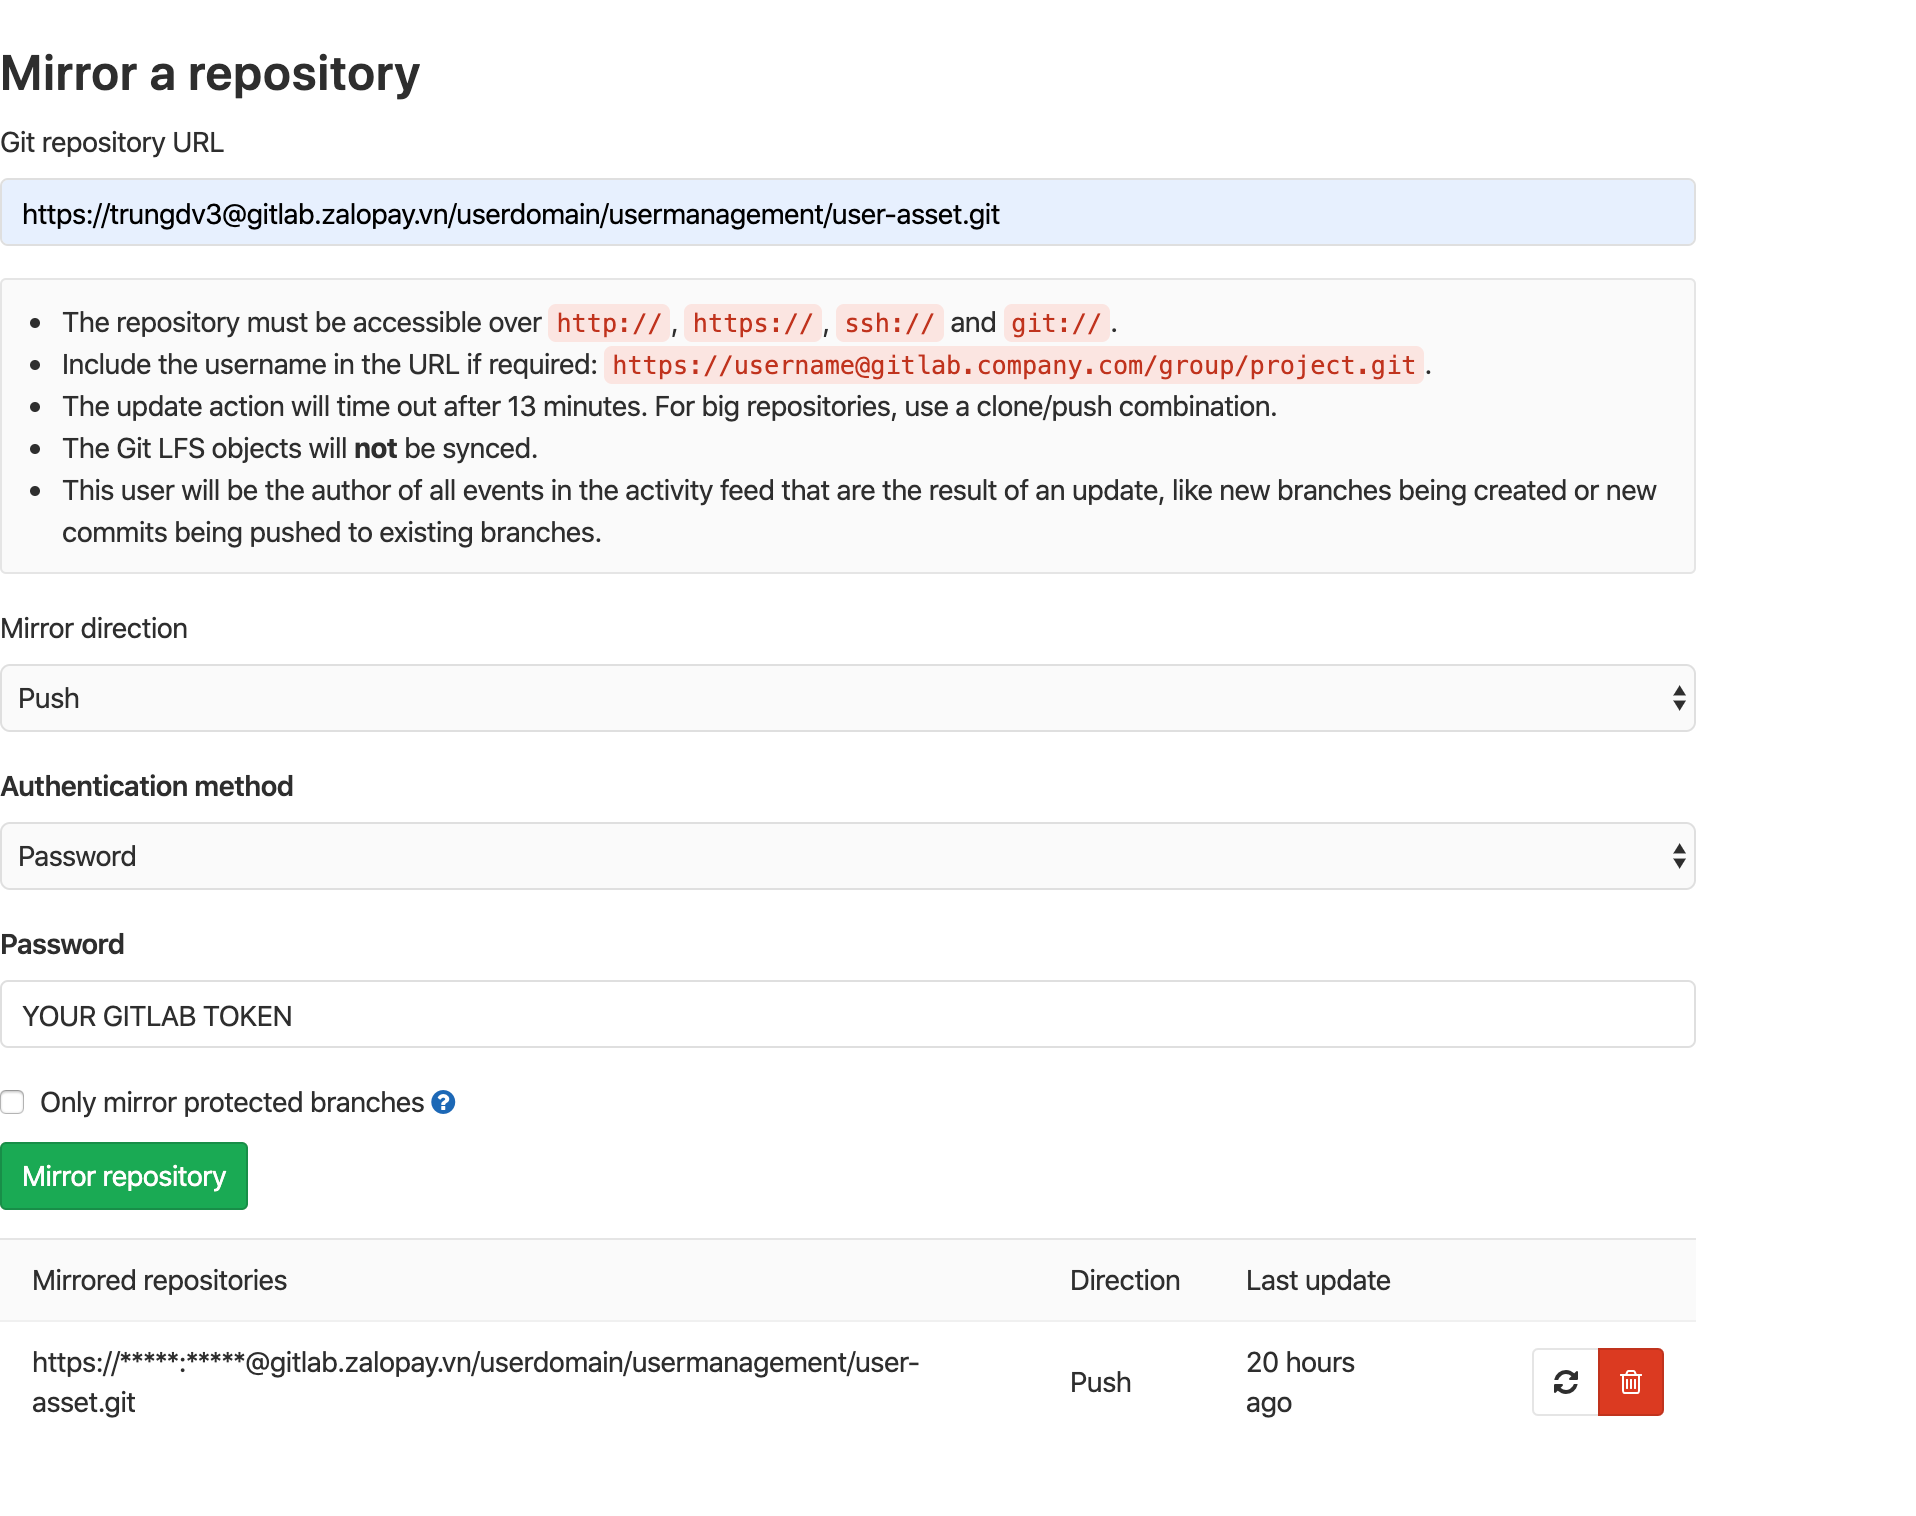 Mirror a repository
Git repository URL
https://trungdv3@gitlab.zalopay.vn/userdomain/usermanagement/user-asset.git
The repository must be accessible over http://, https://, ssh:// and git://.
Include the username in the URL if required: https://username@gitlab.company.com/group/project.git.
The update action will time out after 13 minutes. For big repositories, use a clone/push combination.
The Git LFS objects will not be synced.
This user will be the author of all events in the activity feed that are the result of an update, like new branches being created or new
commits being pushed to existing branches.
Mirror direction
Push
Authentication method
Password
Password
YOUR GITLAB TOKEN
Only mirror protected branches ?
Mirror repository
Mirrored repositories Direction Last update
https://*****:*****@gitlab.zalopay.vn/userdomain/usermanagement/user-
asset.git
Push
20 hours
ago